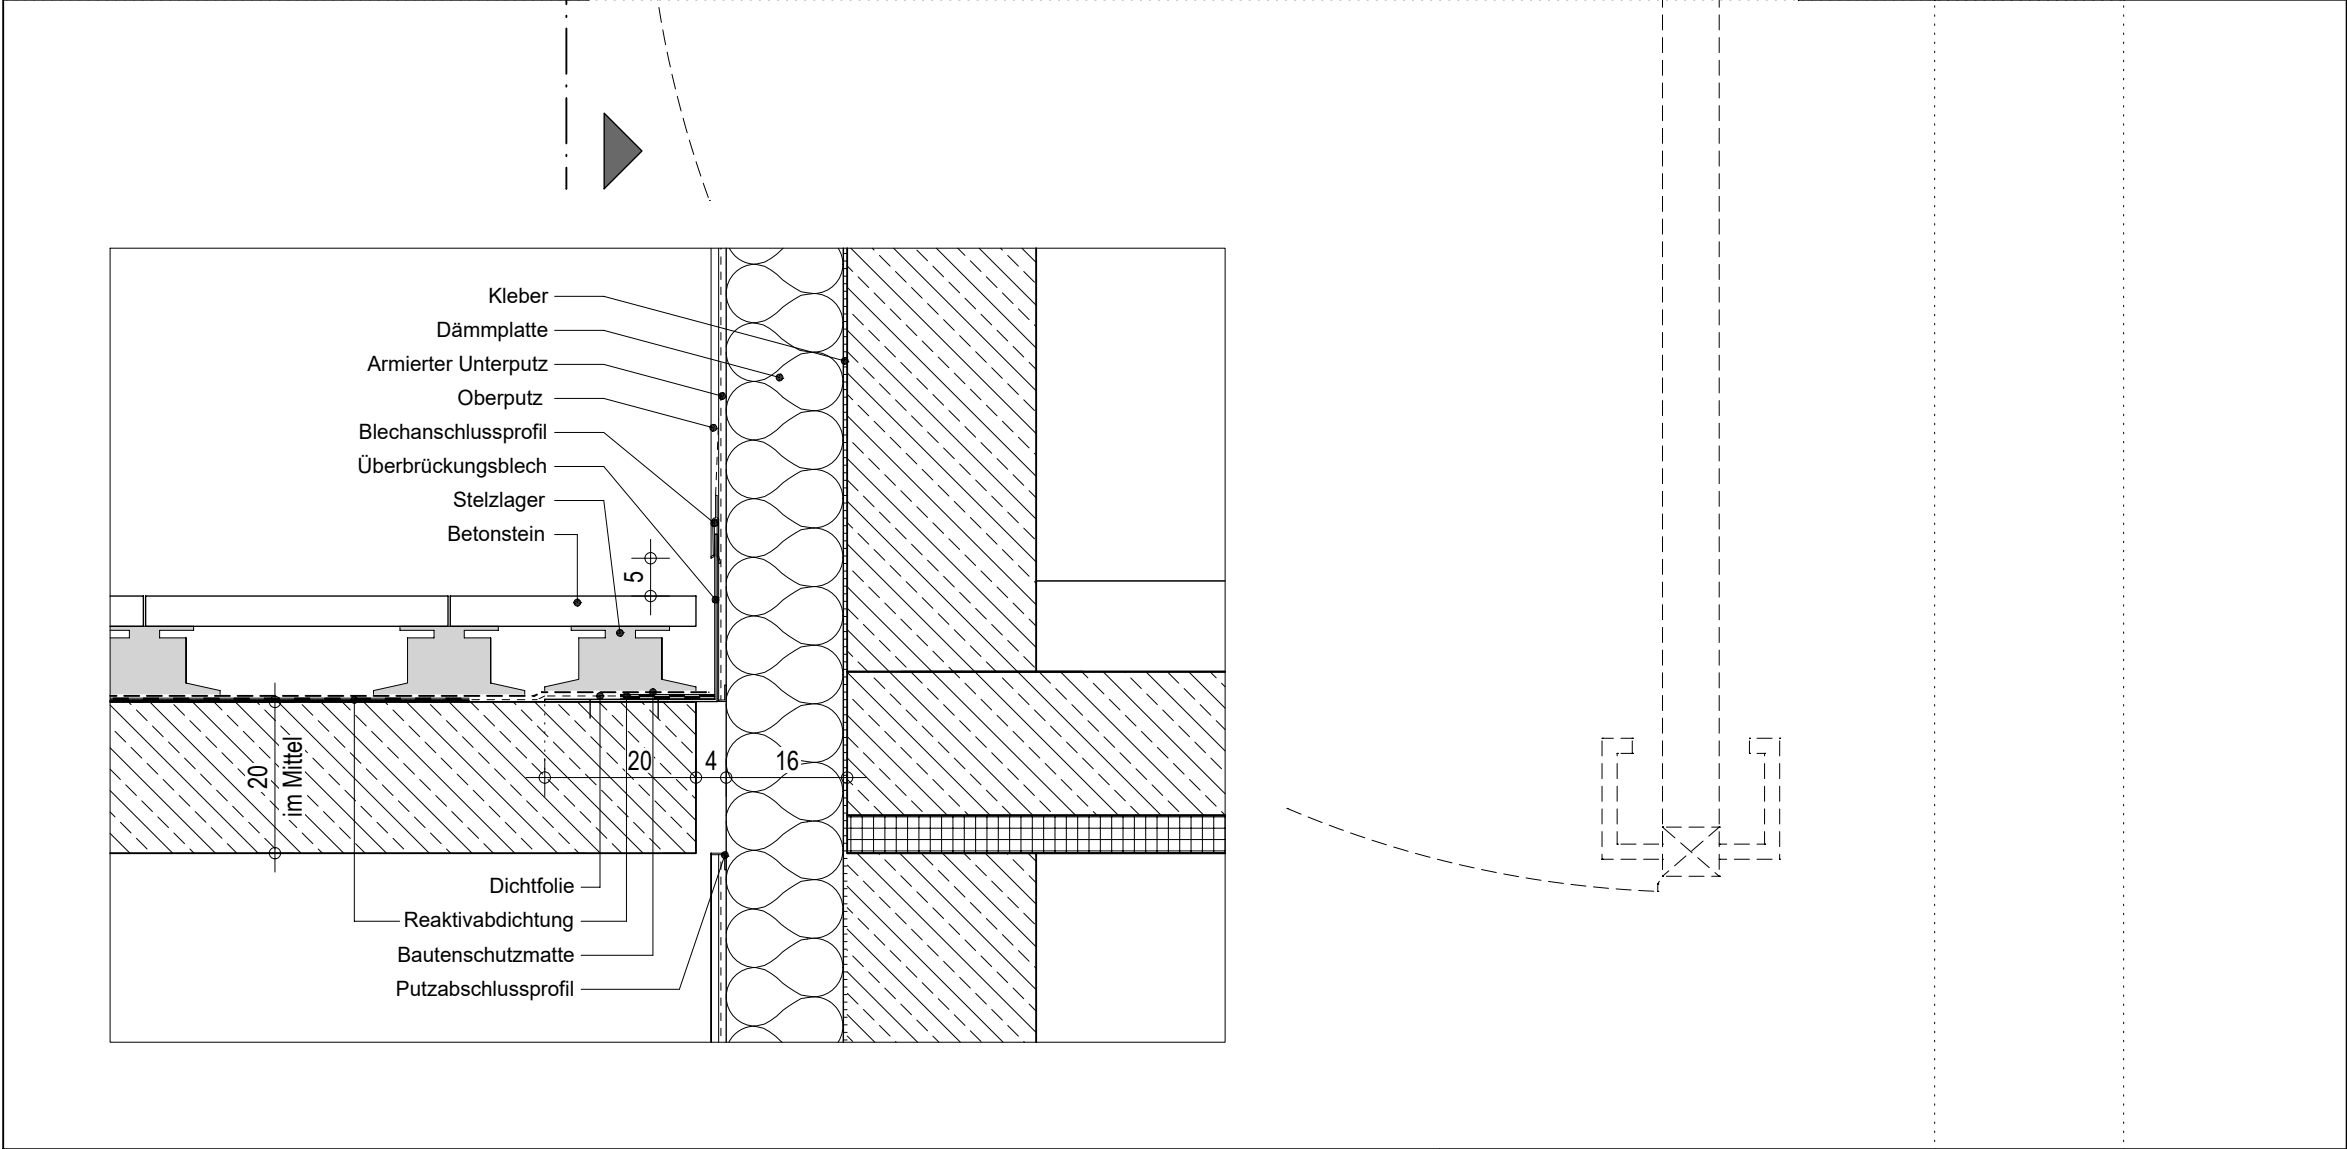 Kleber
Dämmplatte
Armierter Unterputz
Oberputz
Blechanschlussprofil
Überbrückungsblech
Stelzlager
Betonstein
5
20
im Mittel
20
4
16
Dichtfolie
Reaktivabdichtung
Bautenschutzmatte
Putzabschlussprofil